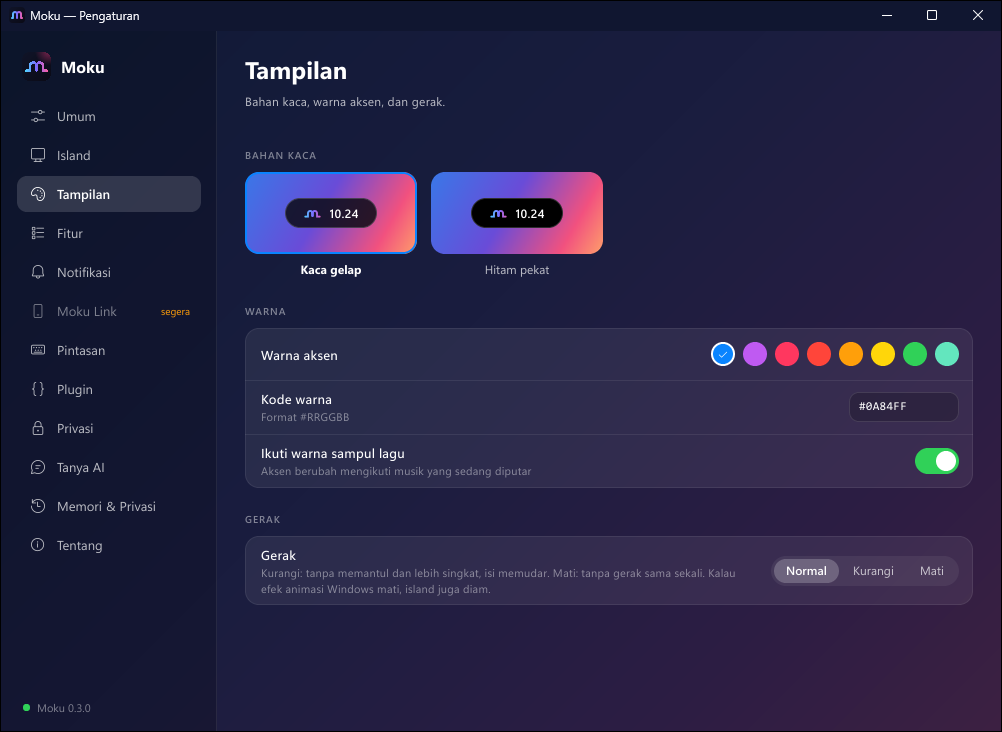 Moku — Pengaturan
Moku
Umum
Island
Tampilan
Fitur
Notifikasi
Moku Link segera
Pintasan
Plugin
Privasi
Tanya AI
Memori & Privasi
Tentang
Moku 0.3.0
Tampilan
Bahan kaca, warna aksen, dan gerak.
BAHAN KACA
10.24
10.24
Kaca gelap
Hitam pekat
WARNA
Warna aksen
Kode warna
Format #RRGGBB
#0A84FF
Ikuti warna sampul lagu
Aksen berubah mengikuti musik yang sedang diputar
GERAK
Gerak
Kurangi: tanpa memantul dan lebih singkat, isi memudar. Mati: tanpa gerak sama sekali. Kalau
efek animasi Windows mati, island juga diam.
Normal Kurangi Mati